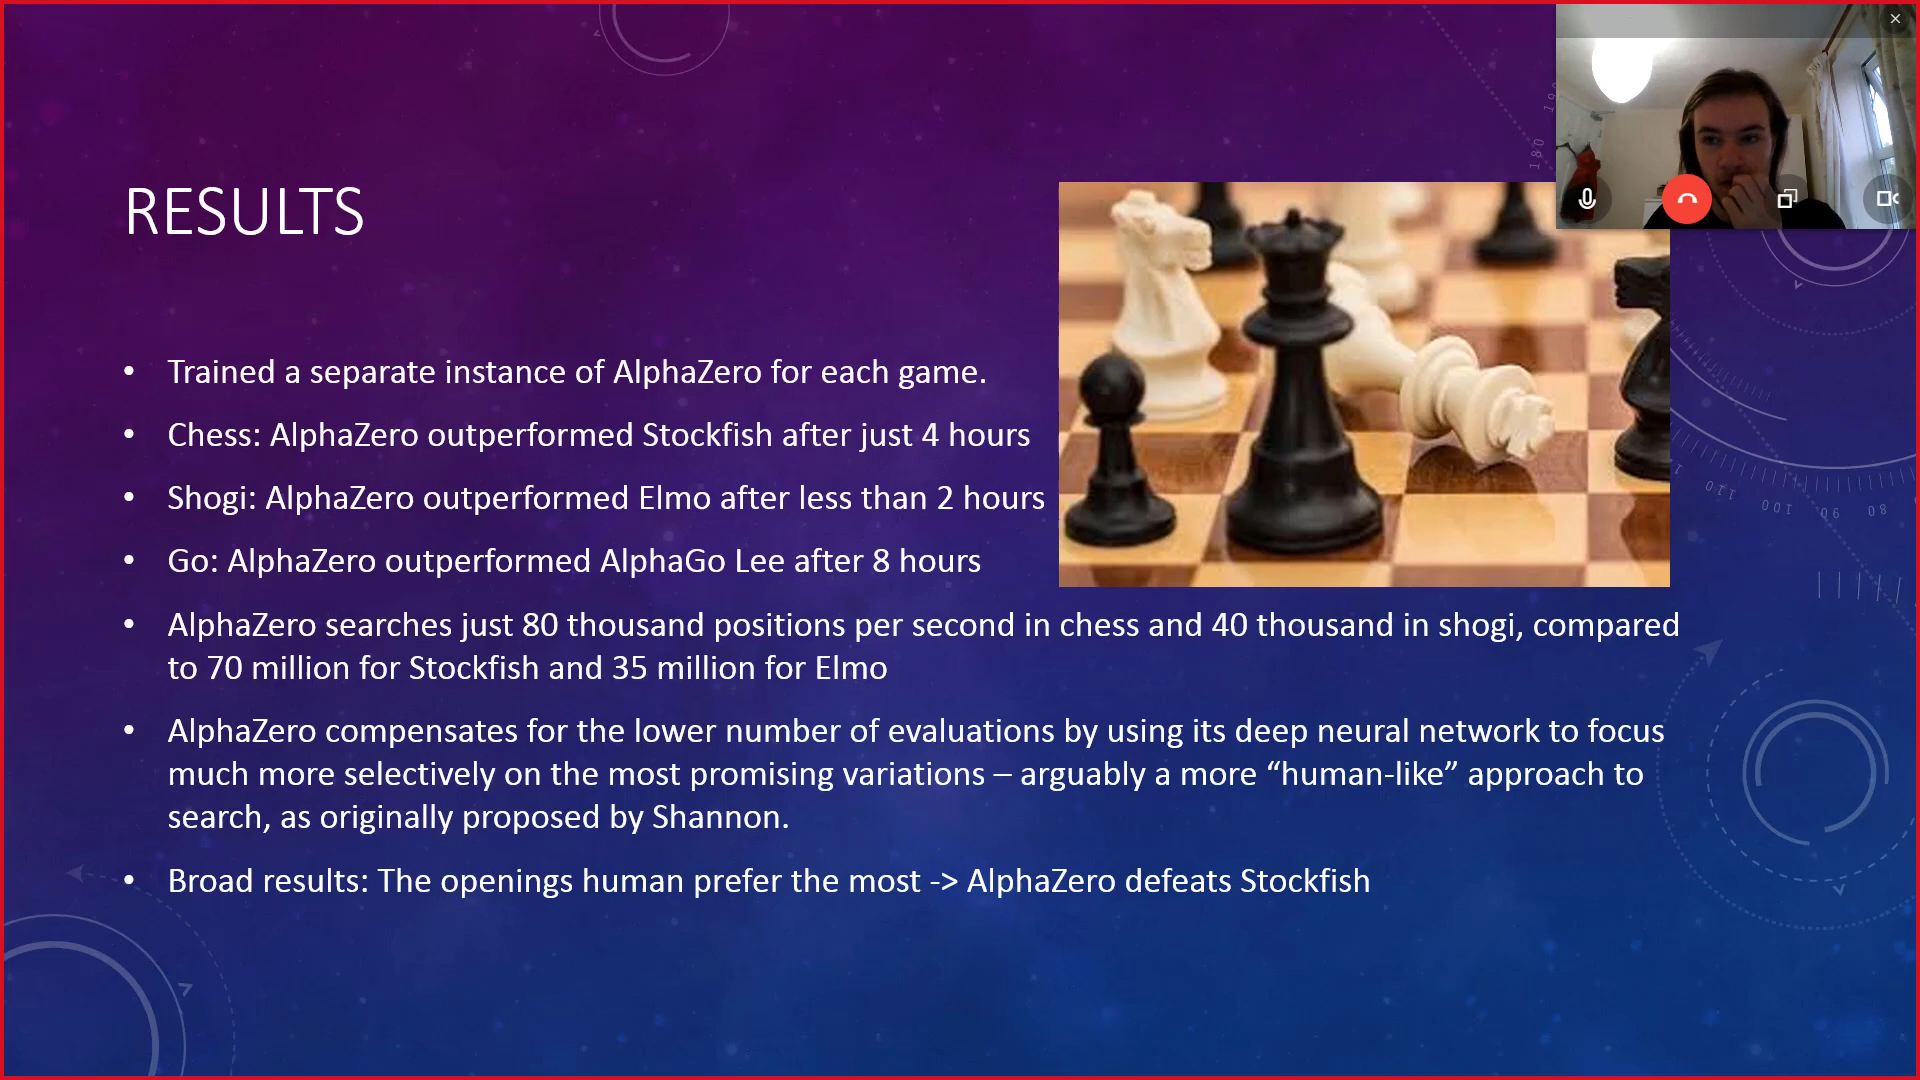 RESULTS
• Trained a separate instance of AlphaZero for each game.
• Chess: AlphaZero outperformed Stockfish after just 4 hours
• Shogi: AlphaZero outperformed Elmo after less than 2 hours
• Go: AlphaZero outperformed AlphaGo Lee after 8 hours
• AlphaZero searches just 80 thousand positions per second in chess and 40 thousand in shogi, compared
to 70 million for Stockfish and 35 million for Elmo
• AlphaZero compensates for the lower number of evaluations by using its deep neural network to focus
much more selectively on the most promising variations – arguably a more “human-like” approach to
search, as originally proposed by Shannon.
• Broad results: The openings human prefer the most -> AlphaZero defeats Stockfish
180
120
100
90
80